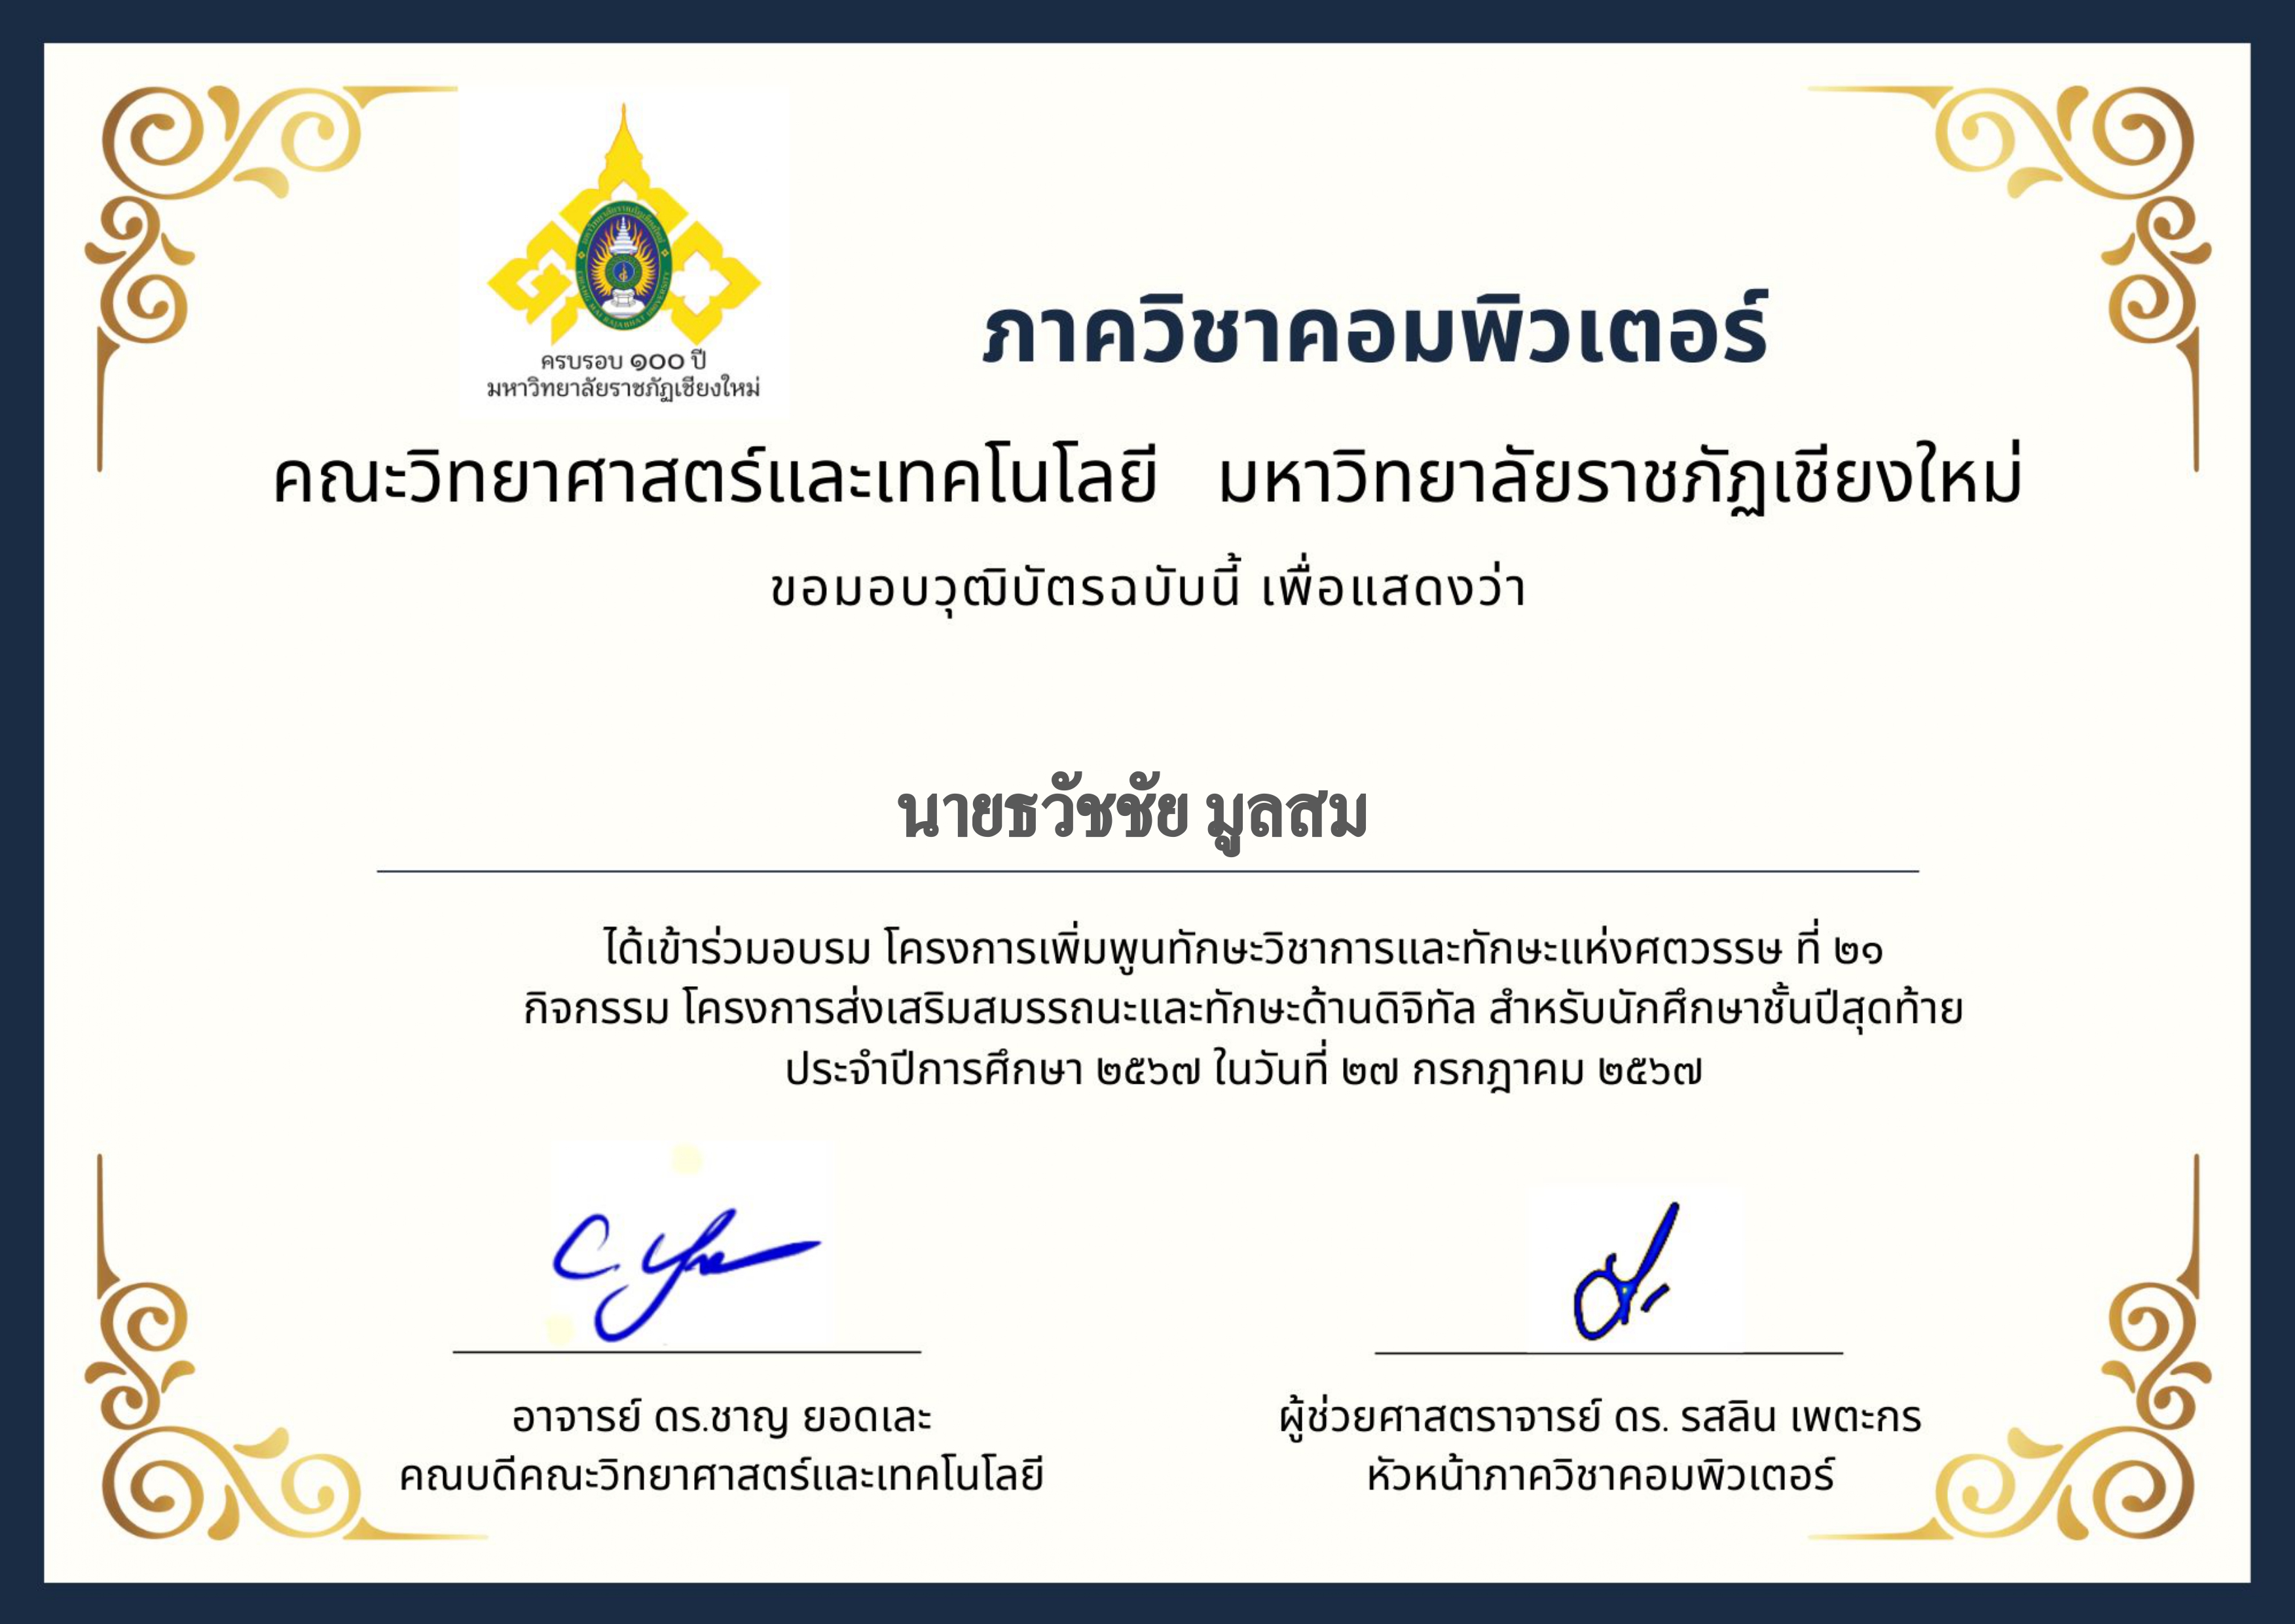 ครบรอบ ๑๐๐ ปี
มหาวิทยาลัยราชภัฏเชียงใหม่
ภาควิชาคอมพิวเตอร์
คณะวิทยาศาสตร์และเทคโนโลยี มหาวิทยาลัยราชภัฏเชียงใหม่
ขอมอบวุฒิบัตรฉบับนี้ เพื่อแสดงว่า
นายธวัชชัย มูลสม
ได้เข้าร่วมอบรม โครงการเพิ่มพูนทักษะวิชาการและทักษะแห่งศตวรรษ ที่ ๒๑
กิจกรรม โครงการส่งเสริมสมรรถนะและทักษะด้านดิจิทัล สำหรับนักศึกษาชั้นปีสุดท้าย
ประจำปีการศึกษา ๒๕๖๗ ในวันที่ ๒๗ กรกฎาคม ๒๕๖๗
อาจารย์ ดร.ชาญ ยอดเละ
คณบดีคณะวิทยาศาสตร์และเทคโนโลยี
ผู้ช่วยศาสตราจารย์ ดร. รสลิน เพตะกร
หัวหน้าภาควิชาคอมพิวเตอร์